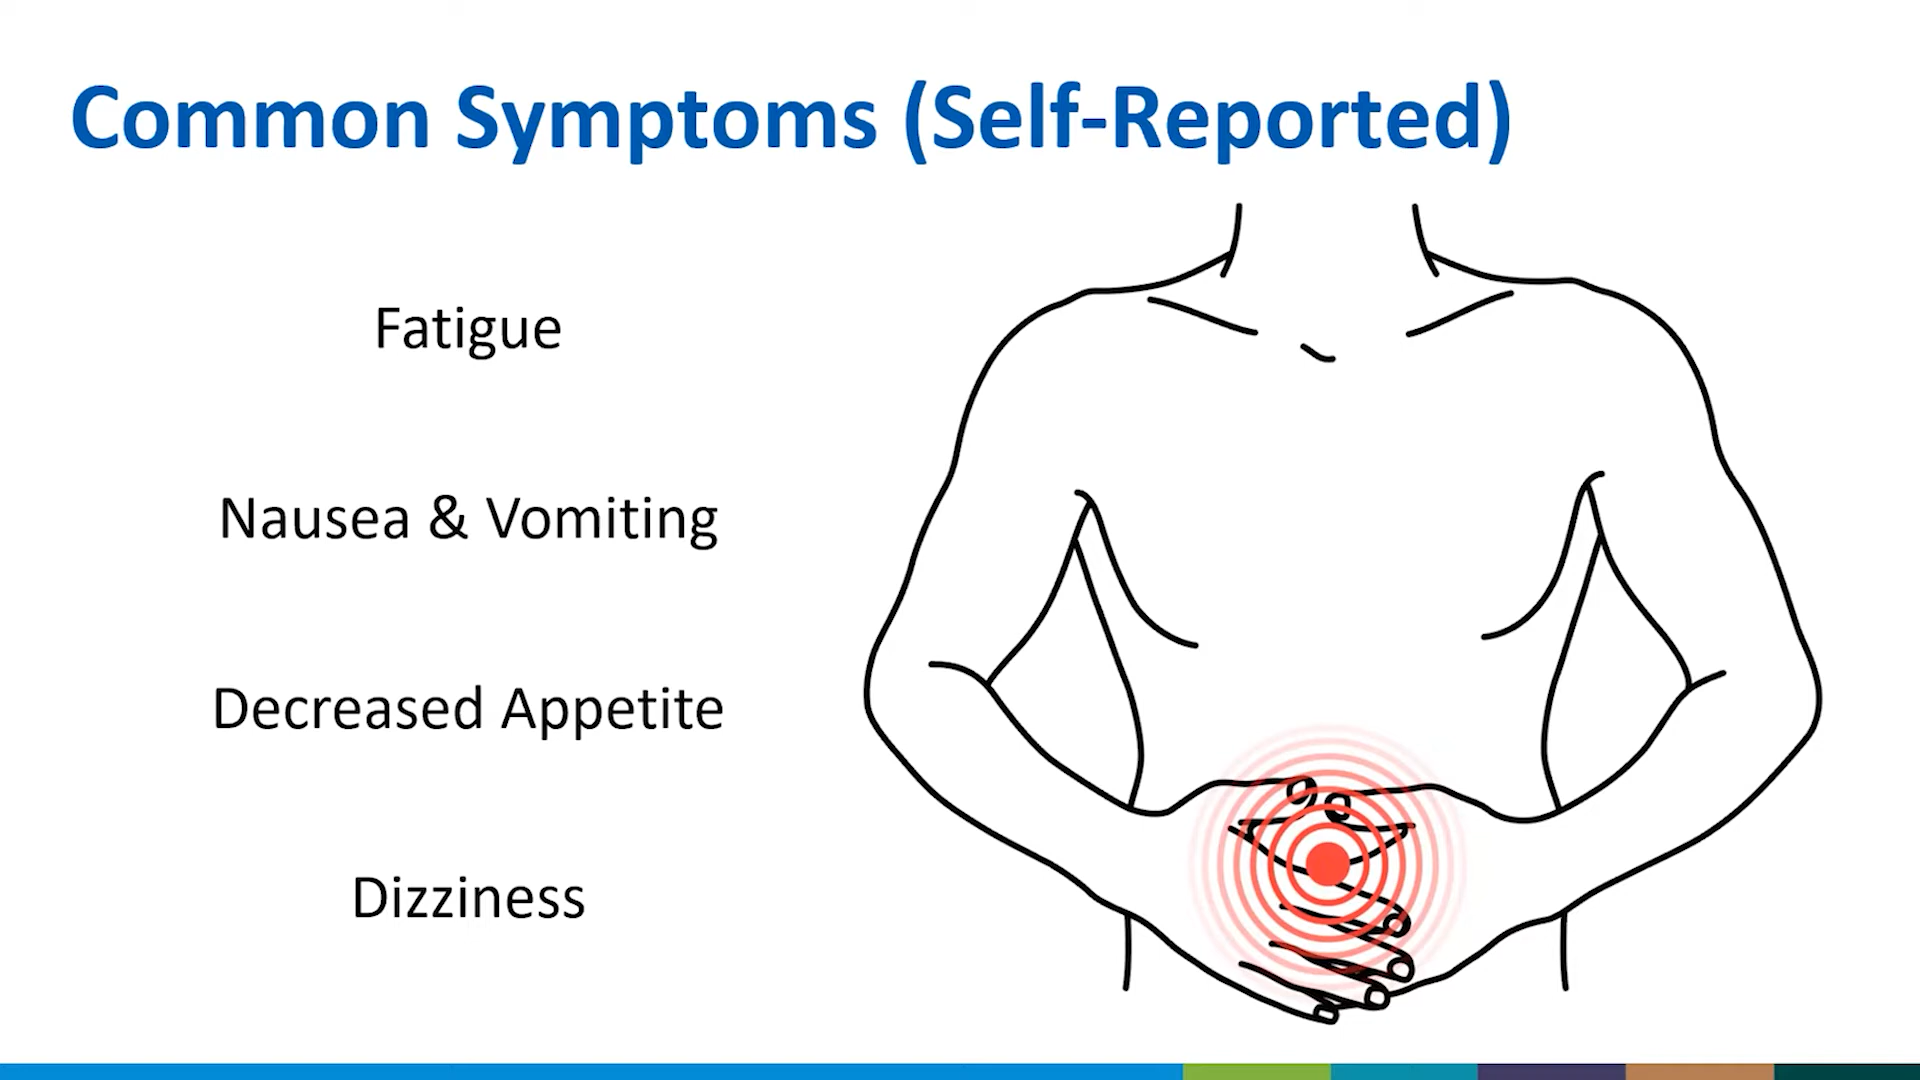 Common Symptoms (Self-Reported)
Fatigue
Nausea & Vomiting
Decreased Appetite
Dizziness